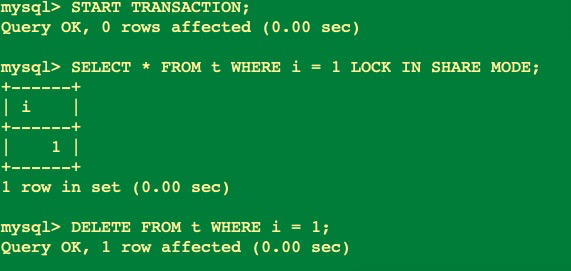 mysql> START TRANSACTION;
Query OK, 0 rows affected (0.00 sec)
mysql> SELECT * FROM t WHERE i = 1 LOCK IN SHARE MODE;
+------+
| i    |
+------+
|    1 |
+------+
1 row in set (0.00 sec)
mysql> DELETE FROM t WHERE i = 1;
Query OK, 1 row affected (0.00 sec)